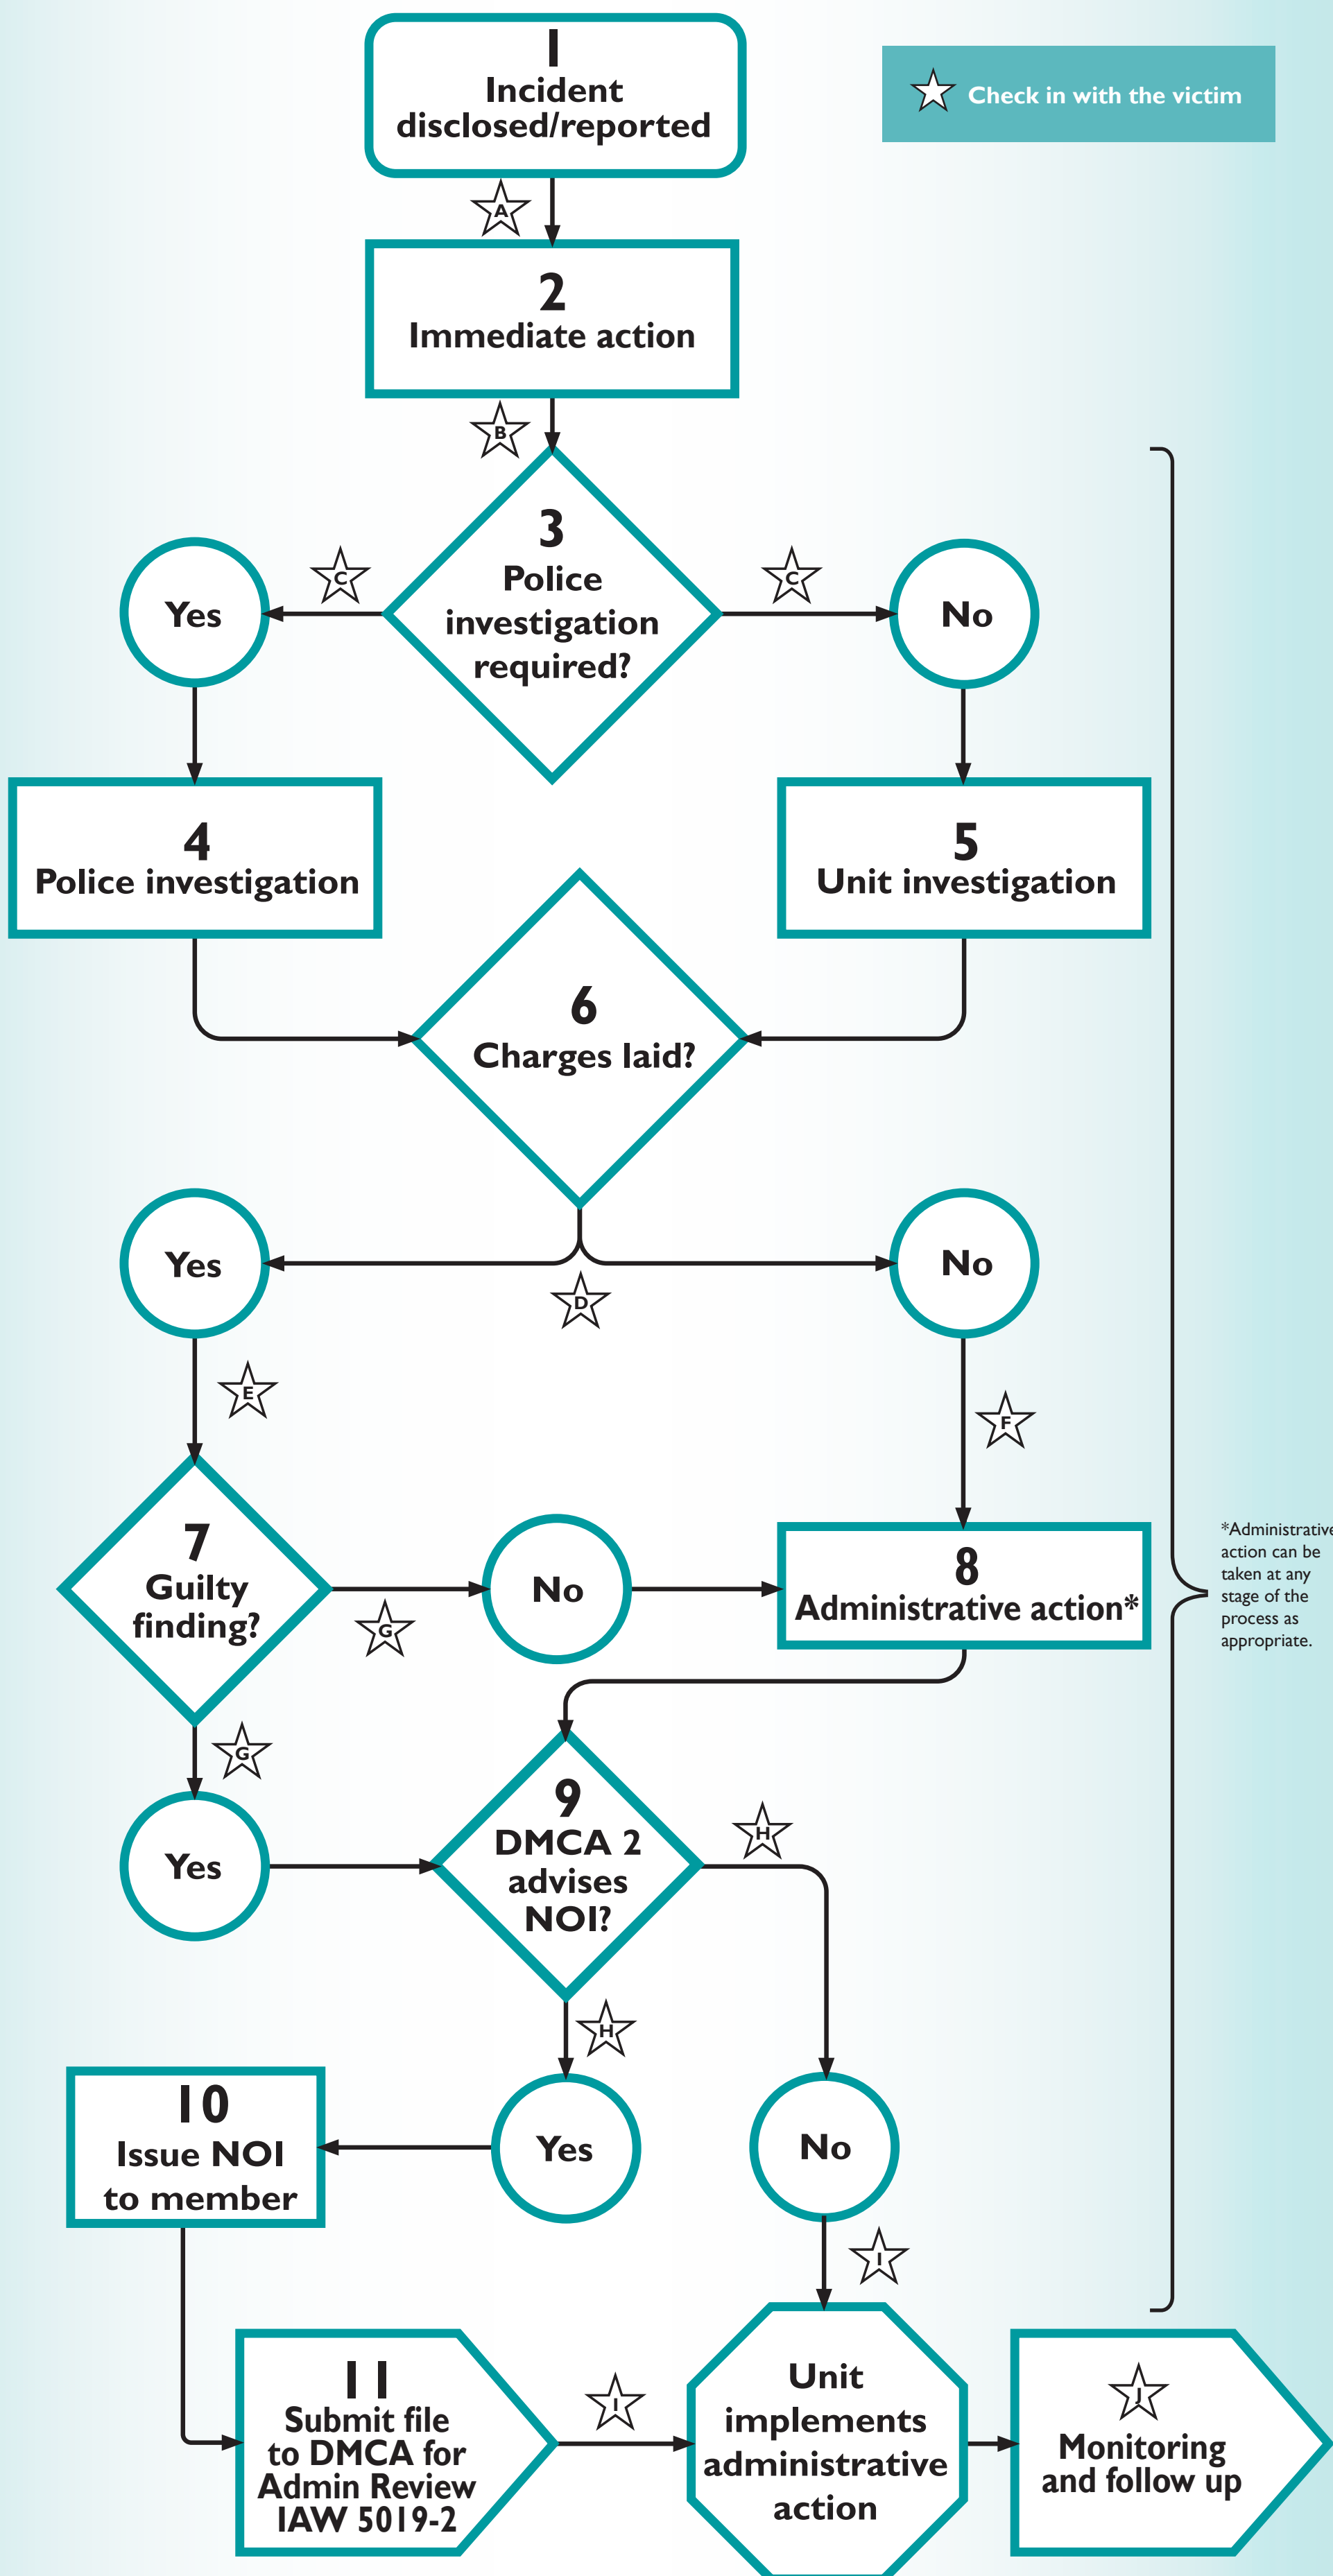 1
Incident
disclosed/reported
Check in with the victim
A
2
Immediate action
B
3
Police
investigation
required?
C
C
Yes
No
4
Police investigation
5
Unit investigation
6
Charges laid?
Yes
No
D
E
F
7
Guilty
finding?
G
No
8
Administrative action*
*Administrative
action can be
taken at any
stage of the
process as
appropriate.
G
Yes
9
DMCA 2
advises
NOI?
H
H
10
Issue NOI
to member
Yes
No
I
11
Submit file
to DMCA for
Admin Review
IAW 5019-2
I
Unit
implements
administrative
action
J
Monitoring
and follow up